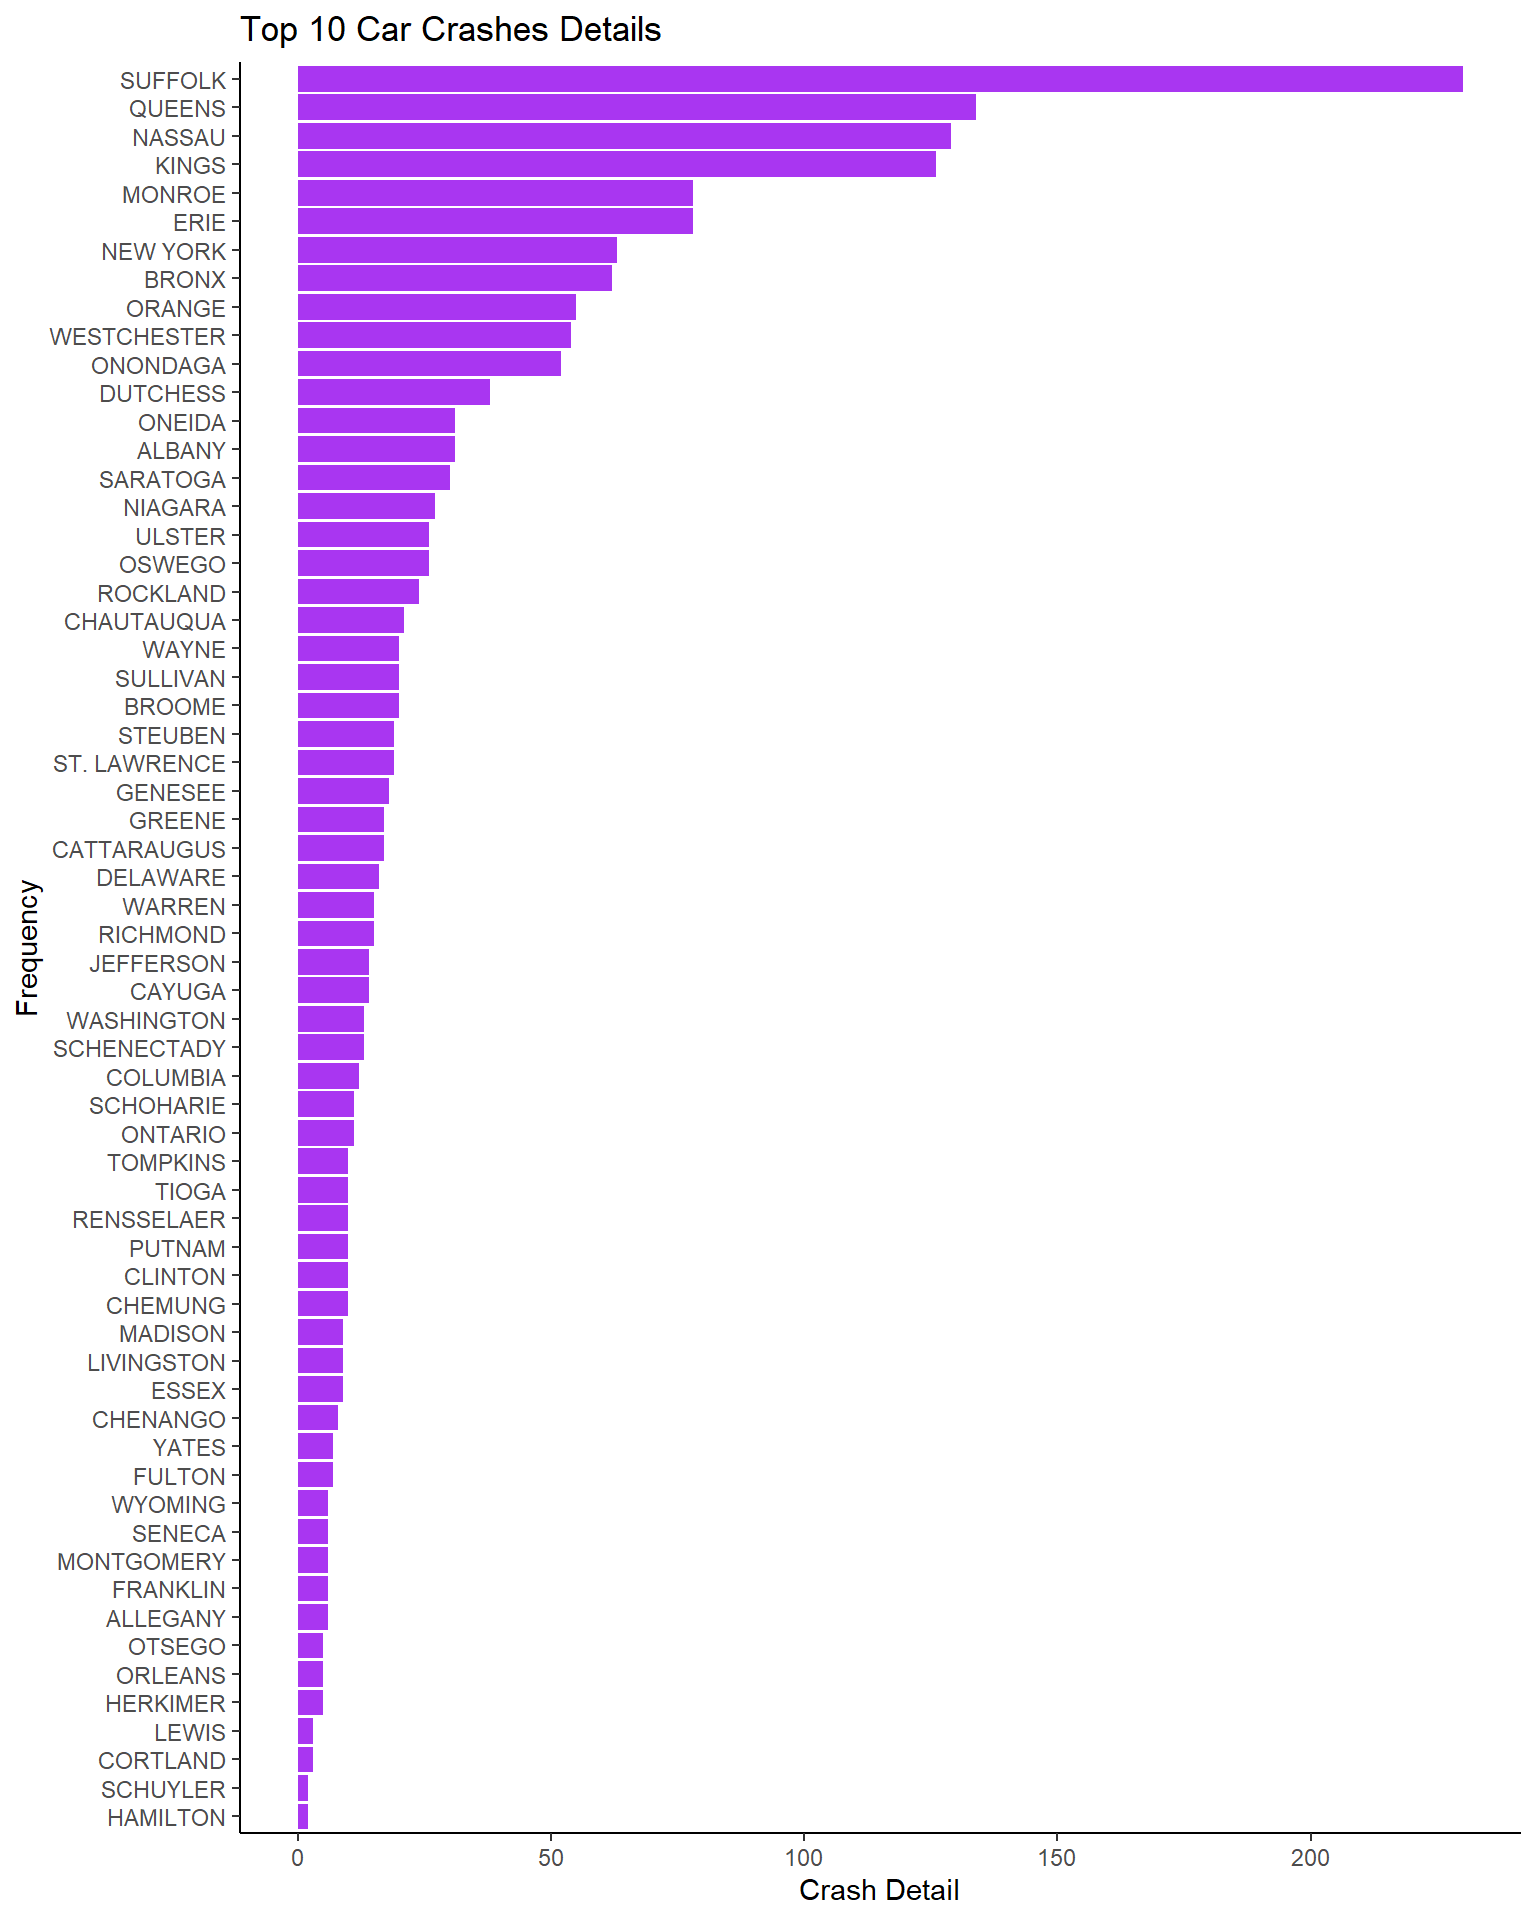 Top 10 Car Crashes Details
SUFFOLK
QUEENS
NASSAU
KINGS
MONROE
ERIE
NEW YORK
BRONX
ORANGE
WESTCHESTER
ONONDAGA
DUTCHESS
ONEIDA
ALBANY
SARATOGA
NIAGARA
ULSTER
OSWEGO
ROCKLAND
CHAUTAUQUA
WAYNE
SULLIVAN
BROOME
STEUBEN
ST. LAWRENCE
GENESEE
GREENE
CATTARAUGUS
DELAWARE
WARREN
RICHMOND
JEFFERSON
CAYUGA
WASHINGTON
SCHENECTADY
COLUMBIA
SCHOHARIE
ONTARIO
TOMPKINS
TIOGA
RENSSELAER
PUTNAM
CLINTON
CHEMUNG
MADISON
LIVINGSTON
ESSEX
CHENANGO
YATES
FULTON
WYOMING
SENECA
MONTGOMERY
FRANKLIN
ALLEGANY
OTSEGO
ORLEANS
HERKIMER
LEWIS
CORTLAND
SCHUYLER
HAMILTON
Frequency
0 50 100 150 200
Crash Detail